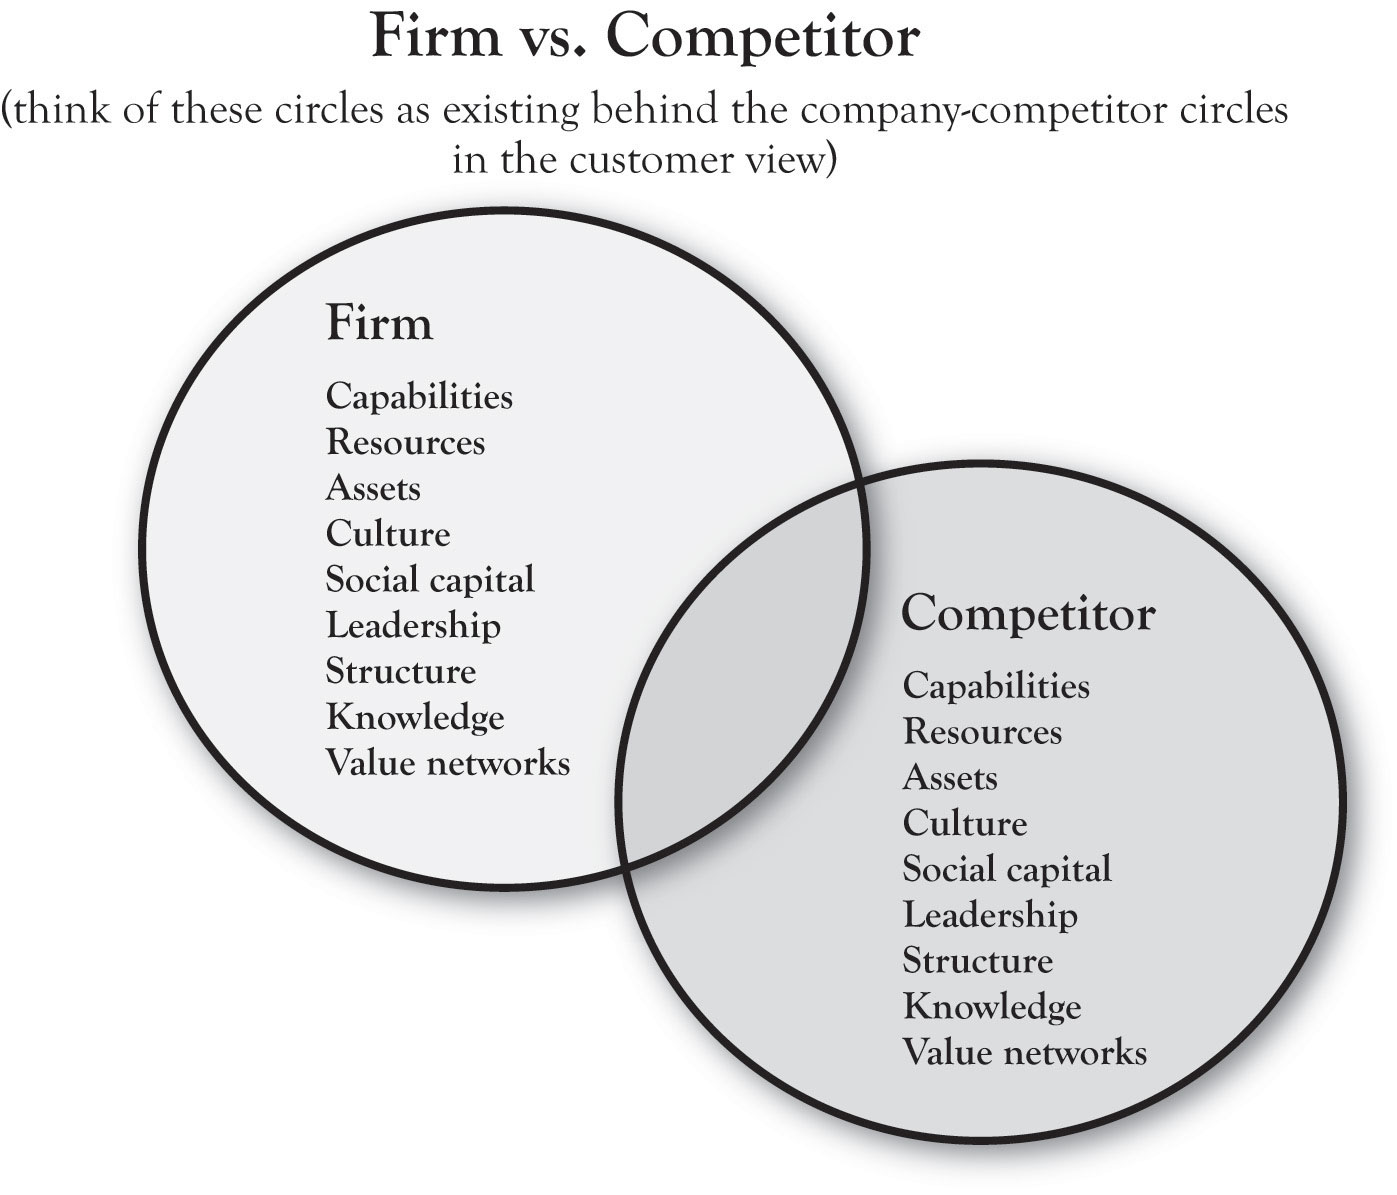 Firm vs. Competitor
(think of these circles as existing behind the company-competitor circles
in the customer view)
Firm
Capabilities
Resources
Assets
Culture
Social capital
Leadership
Structure
Knowledge
Value networks
Competitor
Capabilities
Resources
Assets
Culture
Social capital
Leadership
Structure
Knowledge
Value networks